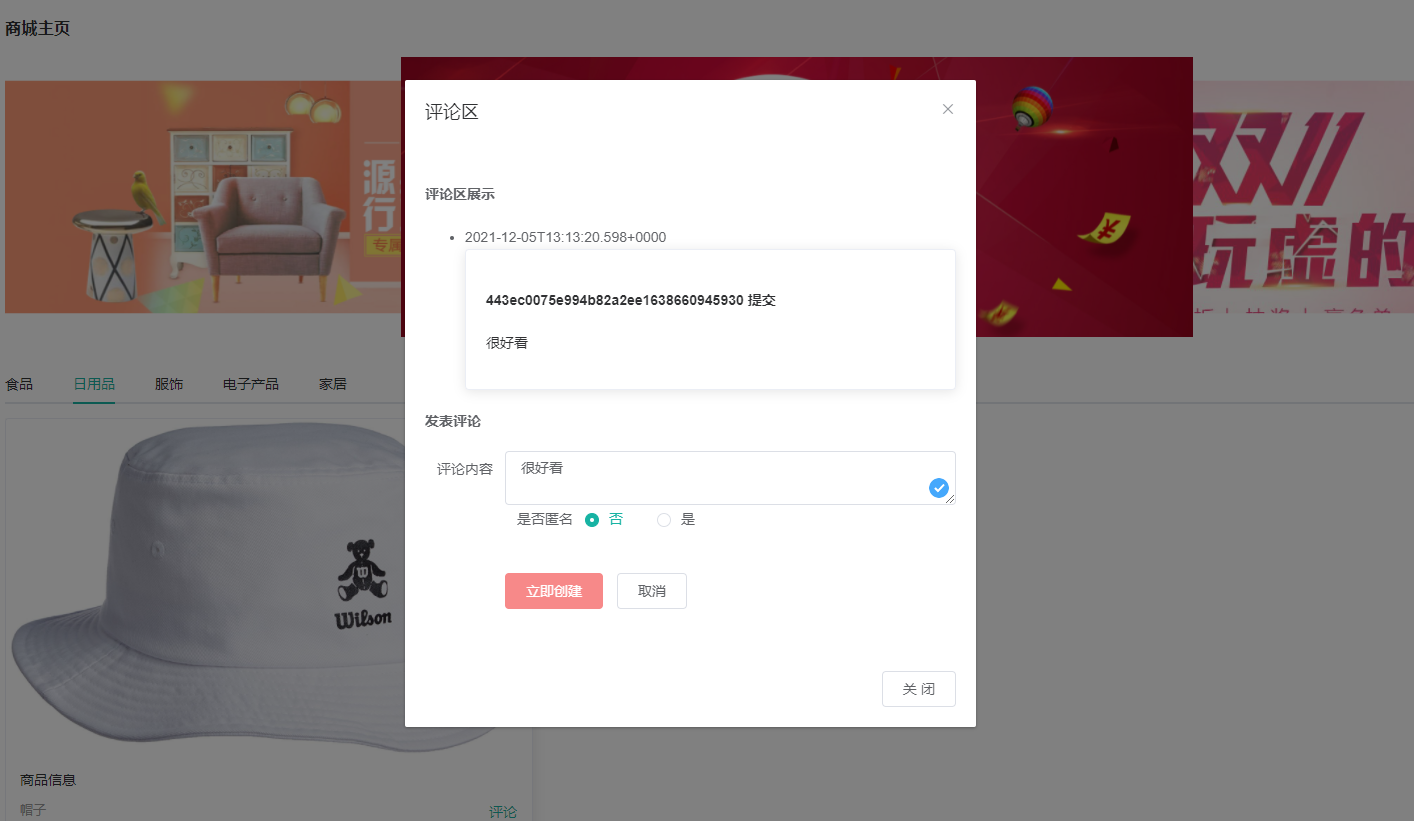 商城主页
源
行
专属
双11
玩虚的
评论区
评论区展示
2021-12-05T13:13:20.598+0000
443ec0075e994b82a2ee1638660945930 提交
很好看
食品
日用品
服饰
电子产品
家居
发表评论
评论内容
很好看
是否匿名
否
是
立即创建
取消
关 闭
W
Wilson
商品信息
帽子
评论